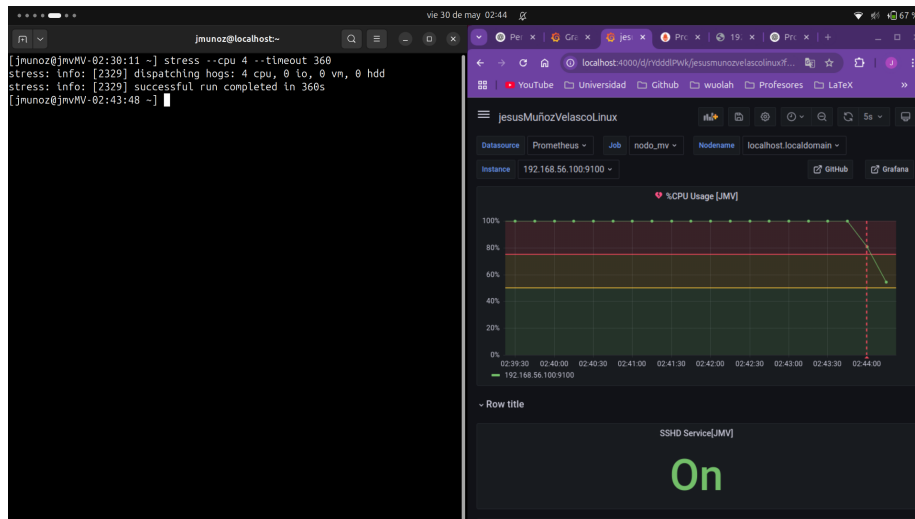 vie 30 de may 02:44
67 %
jmunoz@localhost:~
[jmunoz@jmvMV-02:30:11 ~] stress --cpu 4 --timeout 360
stress: info: [2329] dispatching hogs: 4 cpu, 0 io, 0 vm, 0 hdd
stress: info: [2329] successful run completed in 360s
[jmunoz@jmvMV-02:43:48 ~]
Per Gra jesu Pro 19: Pro
localhost:4000/d/rYdddlPWk/jesusmunozvelascolinux?f...
YouTube Universidad Github wuolah Profesores LaTeX
jesusMuñozVelascoLinux 5s
Datasource Prometheus Job nodo_mv Nodename localhost.localdomain
Instance 192.168.56.100:9100 GitHub Grafana
%CPU Usage [JMV]
100%
80%
60%
40%
20%
0%
02:39:30 02:40:00 02:40:30 02:41:00 02:41:30 02:42:00 02:42:30 02:43:00 02:43:30 02:44:00
192.168.56.100:9100
Row title
SSHD Service[JMV]
On